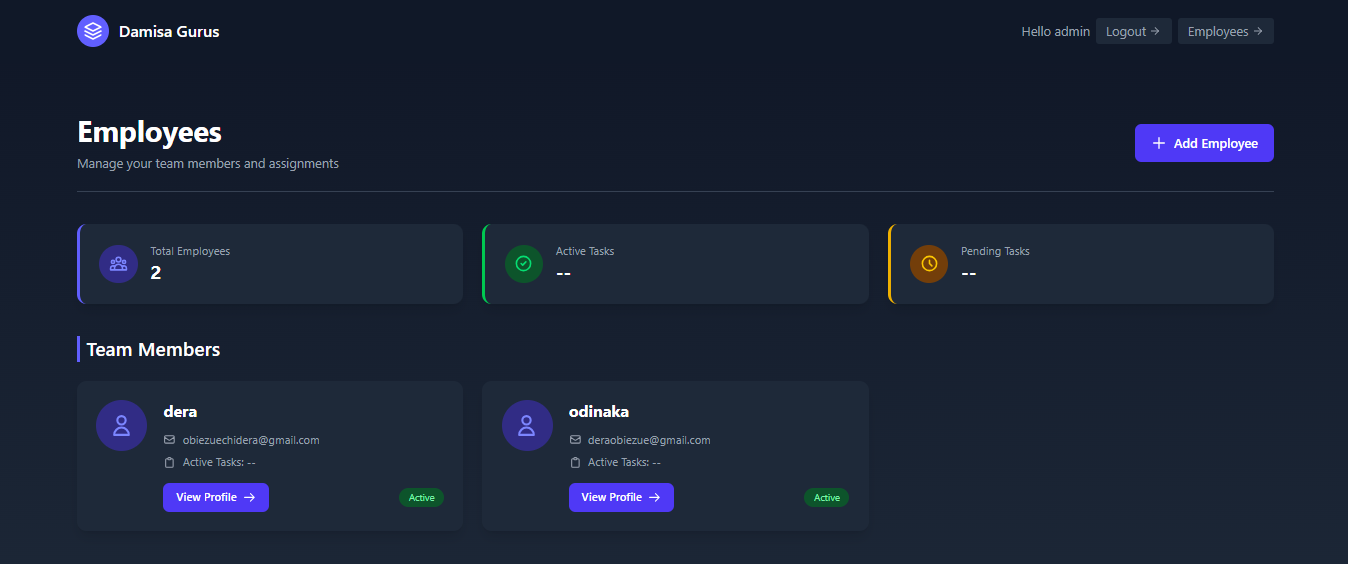 Damisa Gurus
Hello admin Logout → Employees →
Employees
Manage your team members and assignments
+ Add Employee
Total Employees
2
Active Tasks
--
Pending Tasks
--
Team Members
dera
obiezuechidera@gmail.com
Active Tasks: --
View Profile →
Active
odinaka
deraobiezue@gmail.com
Active Tasks: --
View Profile →
Active